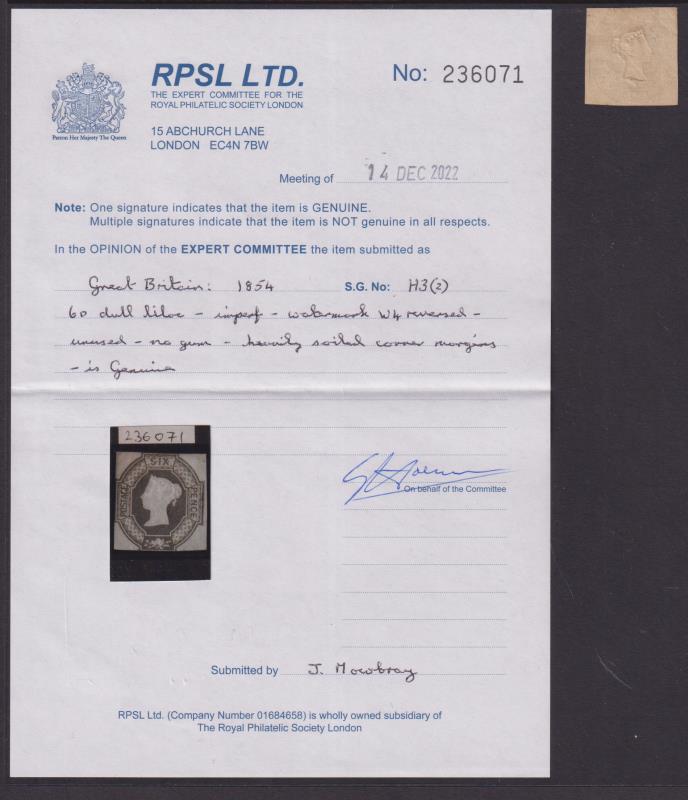 RPSL LTD.
THE EXPERT COMMITTEE FOR THE
ROYAL PHILATELIC SOCIETY LONDON
No: 236071
Patron Her Majesty The Queen
15 ABCHURCH LANE
LONDON EC4N 7BW
Meeting of 14 DEC 2022
Note: One signature indicates that the item is GENUINE.
Multiple signatures indicate that the item is NOT genuine in all respects.
In the OPINION of the EXPERT COMMITTEE the item submitted as
Great Britain: 1854 S.G. No: H3(2)
6D dull lilac - imperf - watermark W4 reversed -
unused - no gum - heavily soiled corner margins
- is Genuine
236071
SIX
POSTAGE
PENCE
On behalf of the Committee
Submitted by J. Mowbray
RPSL Ltd. (Company Number 01684658) is wholly owned subsidiary of
The Royal Philatelic Society London